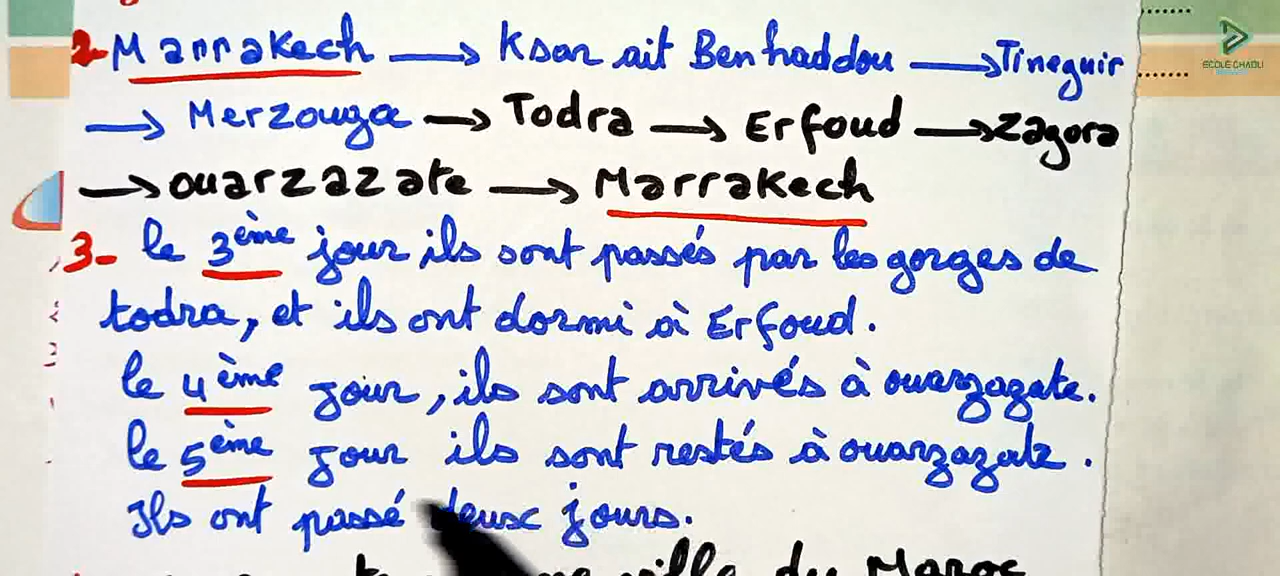 2- Marrakech → Ksar ait Benhaddou → Tineguir
→ Merzouga → Todra → Erfoud → Zagora
→ ouarzazate → Marrakech
3- le 3ème jour ils sont passés par les gorges de
todra, et ils ont dormi à Erfoud.
le 4ème jour, ils sont arrivés à ouarzazate.
le 5ème jour ils sont restés à ouarzazate.
Ils ont passé deux jours.
ville du Maroc
ECOLE CHAOLI